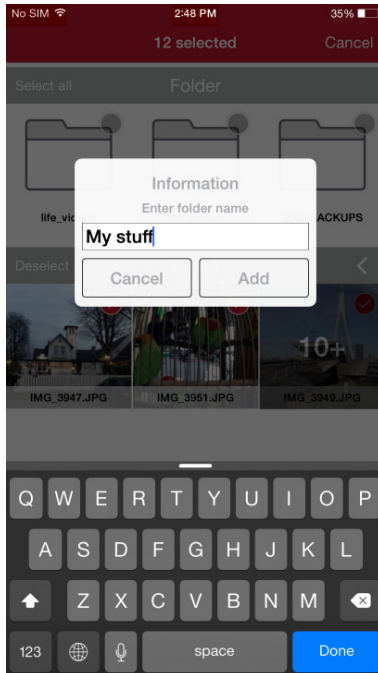 No SIM 2:48 PM 35%
12 selected Cancel
Select all Folder
Information
Enter folder name
life_vid ACKUPS
My stuff
Deselect
Cancel Add
10+
IMG_3947.JPG IMG_3951.JPG IMG_3949.JPG
Q W E R T Y U I O P
A S D F G H J K L
Z X C V B N M
123 space Done